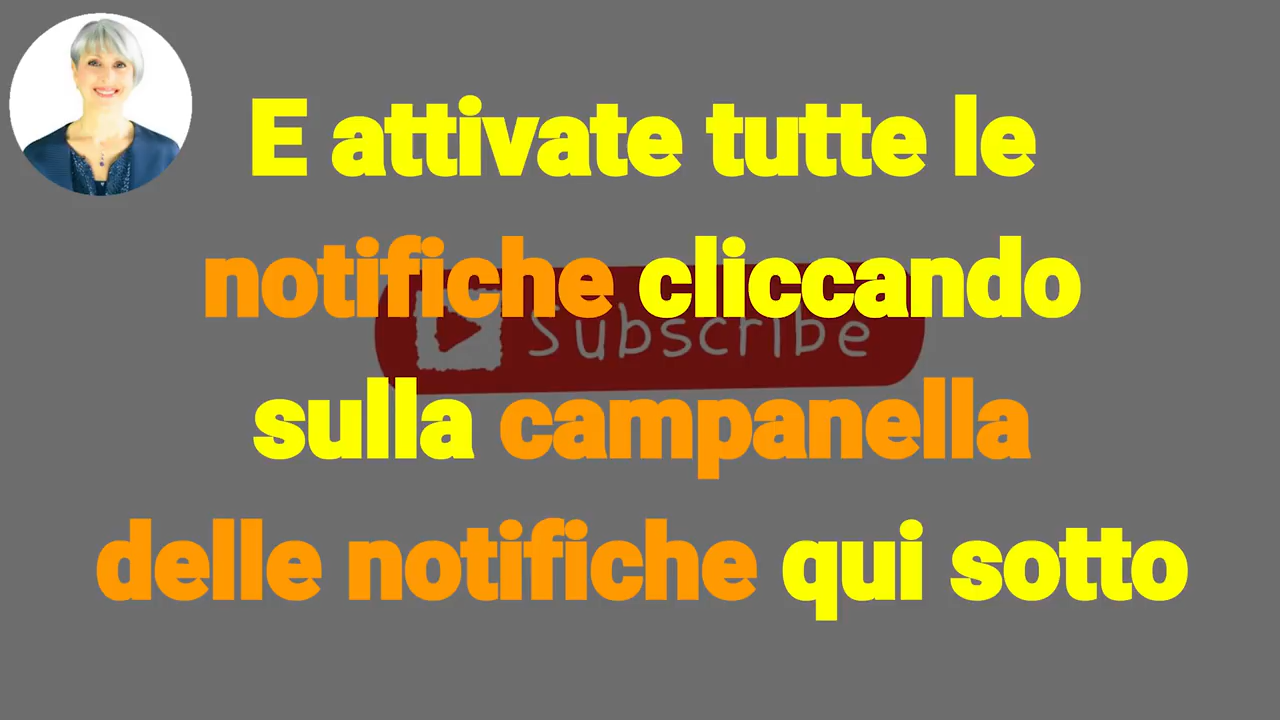 E attivate tutte le
notifiche cliccando
Subscribe
sulla campanella
delle notifiche qui sotto